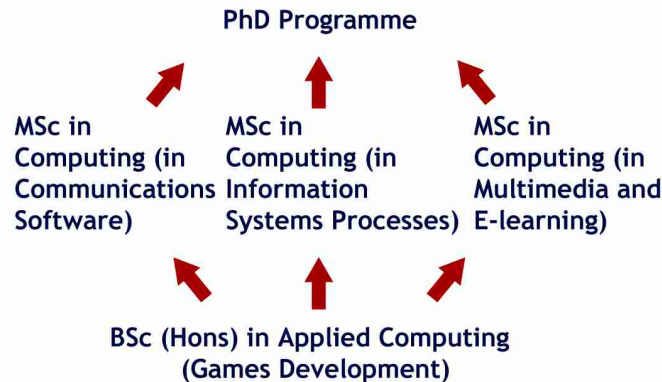 PhD Programme
MSc in
Computing (in
Communications
Software)
MSc in
Computing (in
Information
Systems Processes)
MSc in
Computing (in
Multimedia and
E-learning)
BSc (Hons) in Applied Computing
(Games Development)